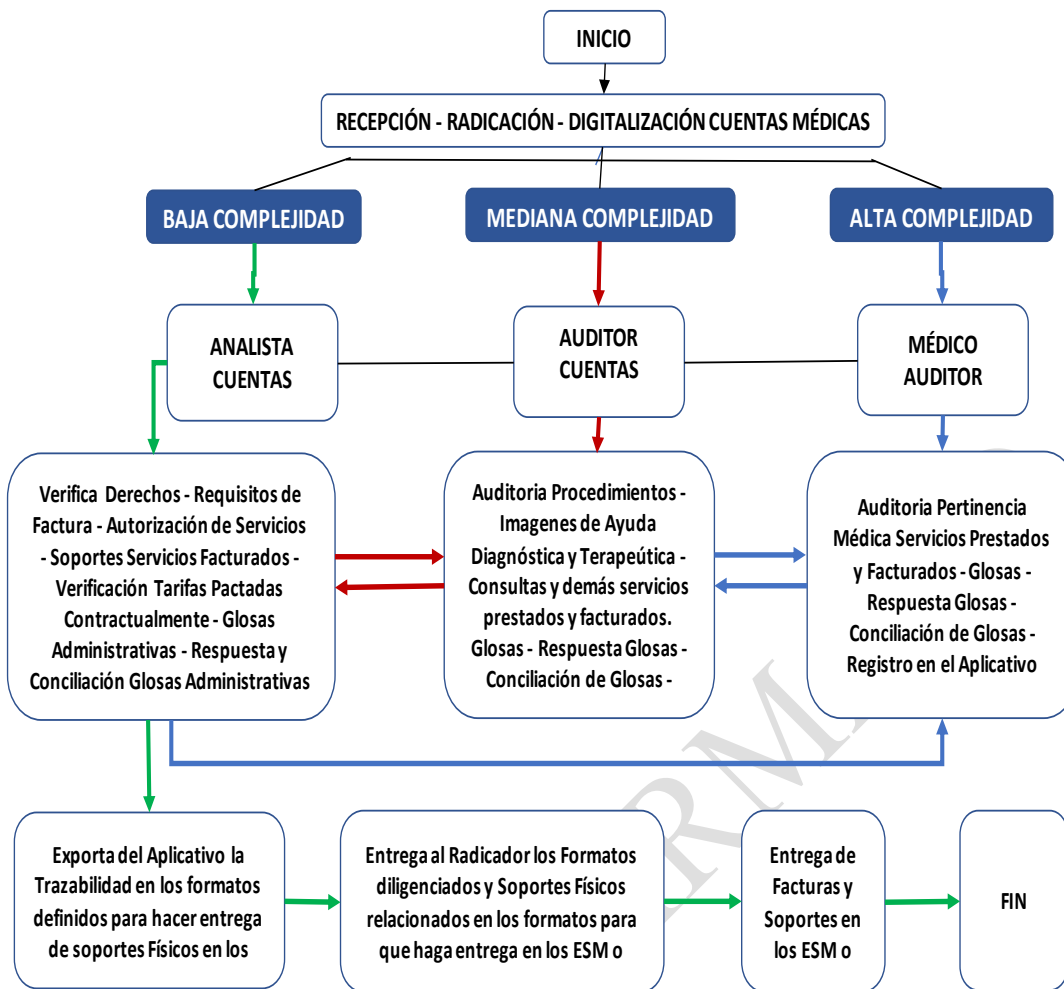 INICIO
RECEPCIÓN - RADICACIÓN - DIGITALIZACIÓN CUENTAS MÉDICAS
BAJA COMPLEJIDAD
MEDIANA COMPLEJIDAD
ALTA COMPLEJIDAD
ANALISTA
CUENTAS
AUDITOR
CUENTAS
MÉDICO
AUDITOR
Verifica Derechos - Requisitos de
Factura - Autorización de Servicios
- Soportes Servicios Facturados -
Verificación Tarifas Pactadas
Contractualmente - Glosas
Administrativas - Respuesta y
Conciliación Glosas Administrativas
Auditoria Procedimientos -
Imagenes de Ayuda
Diagnóstica y Terapeútica -
Consultas y demás servicios
prestados y facturados.
Glosas - Respuesta Glosas -
Conciliación de Glosas -
Auditoria Pertinencia
Médica Servicios Prestados
y Facturados - Glosas -
Respuesta Glosas -
Conciliación de Glosas -
Registro en el Aplicativo
Exporta del Aplicativo la
Trazabilidad en los formatos
definidos para hacer entrega
de soportes Físicos en los
Entrega al Radicador los Formatos
diligenciados y Soportes Físicos
relacionados en los formatos para
que haga entrega en los ESM o
Entrega de
Facturas y
Soportes en
los ESM o
FIN